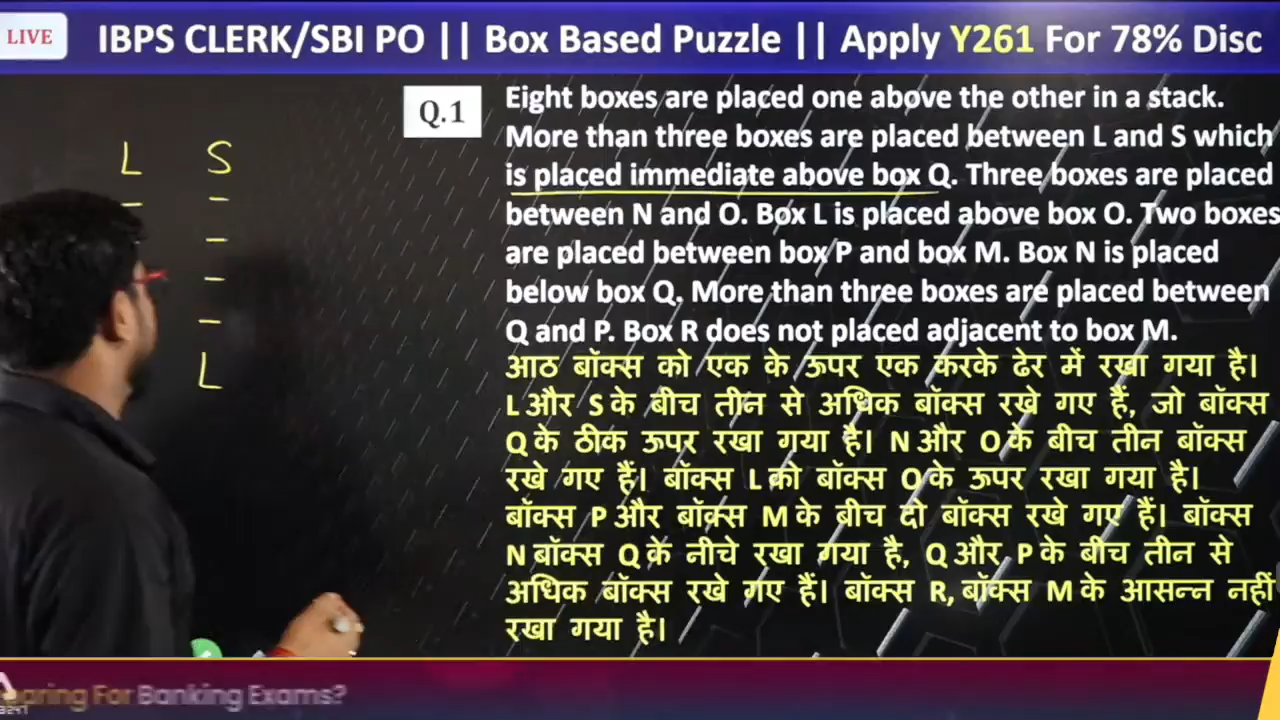 LIVE
IBPS CLERK/SBI PO || Box Based Puzzle || Apply Y261 For 78% Disc
Q.1
Eight boxes are placed one above the other in a stack.
More than three boxes are placed between L and S which
is placed immediate above box Q. Three boxes are placed
between N and O. Box L is placed above box O. Two boxes
are placed between box P and box M. Box N is placed
below box Q. More than three boxes are placed between
Q and P. Box R does not placed adjacent to box M.
आठ बॉक्स को एक के ऊपर एक करके ढेर में रखा गया है।
L और S के बीच तीन से अधिक बॉक्स रखे गए हैं, जो बॉक्स
Q के ठीक ऊपर रखा गया है। N और O के बीच तीन बॉक्स
रखे गए हैं। बॉक्स L को बॉक्स O के ऊपर रखा गया है।
बॉक्स P और बॉक्स M के बीच दो बॉक्स रखे गए हैं। बॉक्स
N बॉक्स Q के नीचे रखा गया है, Q और P के बीच तीन से
अधिक बॉक्स रखे गए हैं। बॉक्स R, बॉक्स M के आसन्न नहीं
रखा गया है।
L S
L
For Banking Exams?